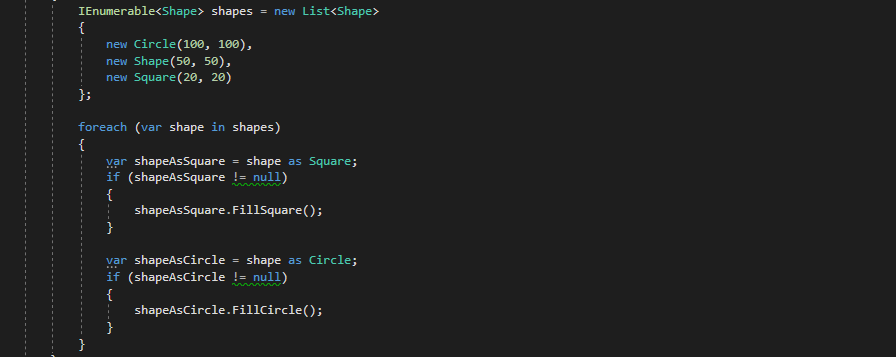 IEnumerable<Shape> shapes = new List<Shape>
{
new Circle(100, 100),
new Shape(50, 50),
new Square(20, 20)
};
foreach (var shape in shapes)
{
var shapeAsSquare = shape as Square;
if (shapeAsSquare != null)
{
shapeAsSquare.FillSquare();
}
var shapeAsCircle = shape as Circle;
if (shapeAsCircle != null)
{
shapeAsCircle.FillCircle();
}
}